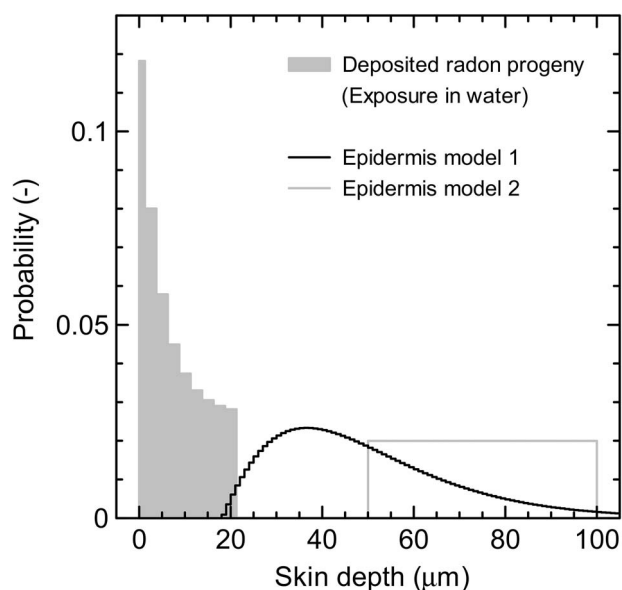 Deposited radon progeny
(Exposure in water)
Epidermis model 1
Epidermis model 2
Probability (-)
0.1
0.05
0
0 20 40 60 80 100
Skin depth (μm)